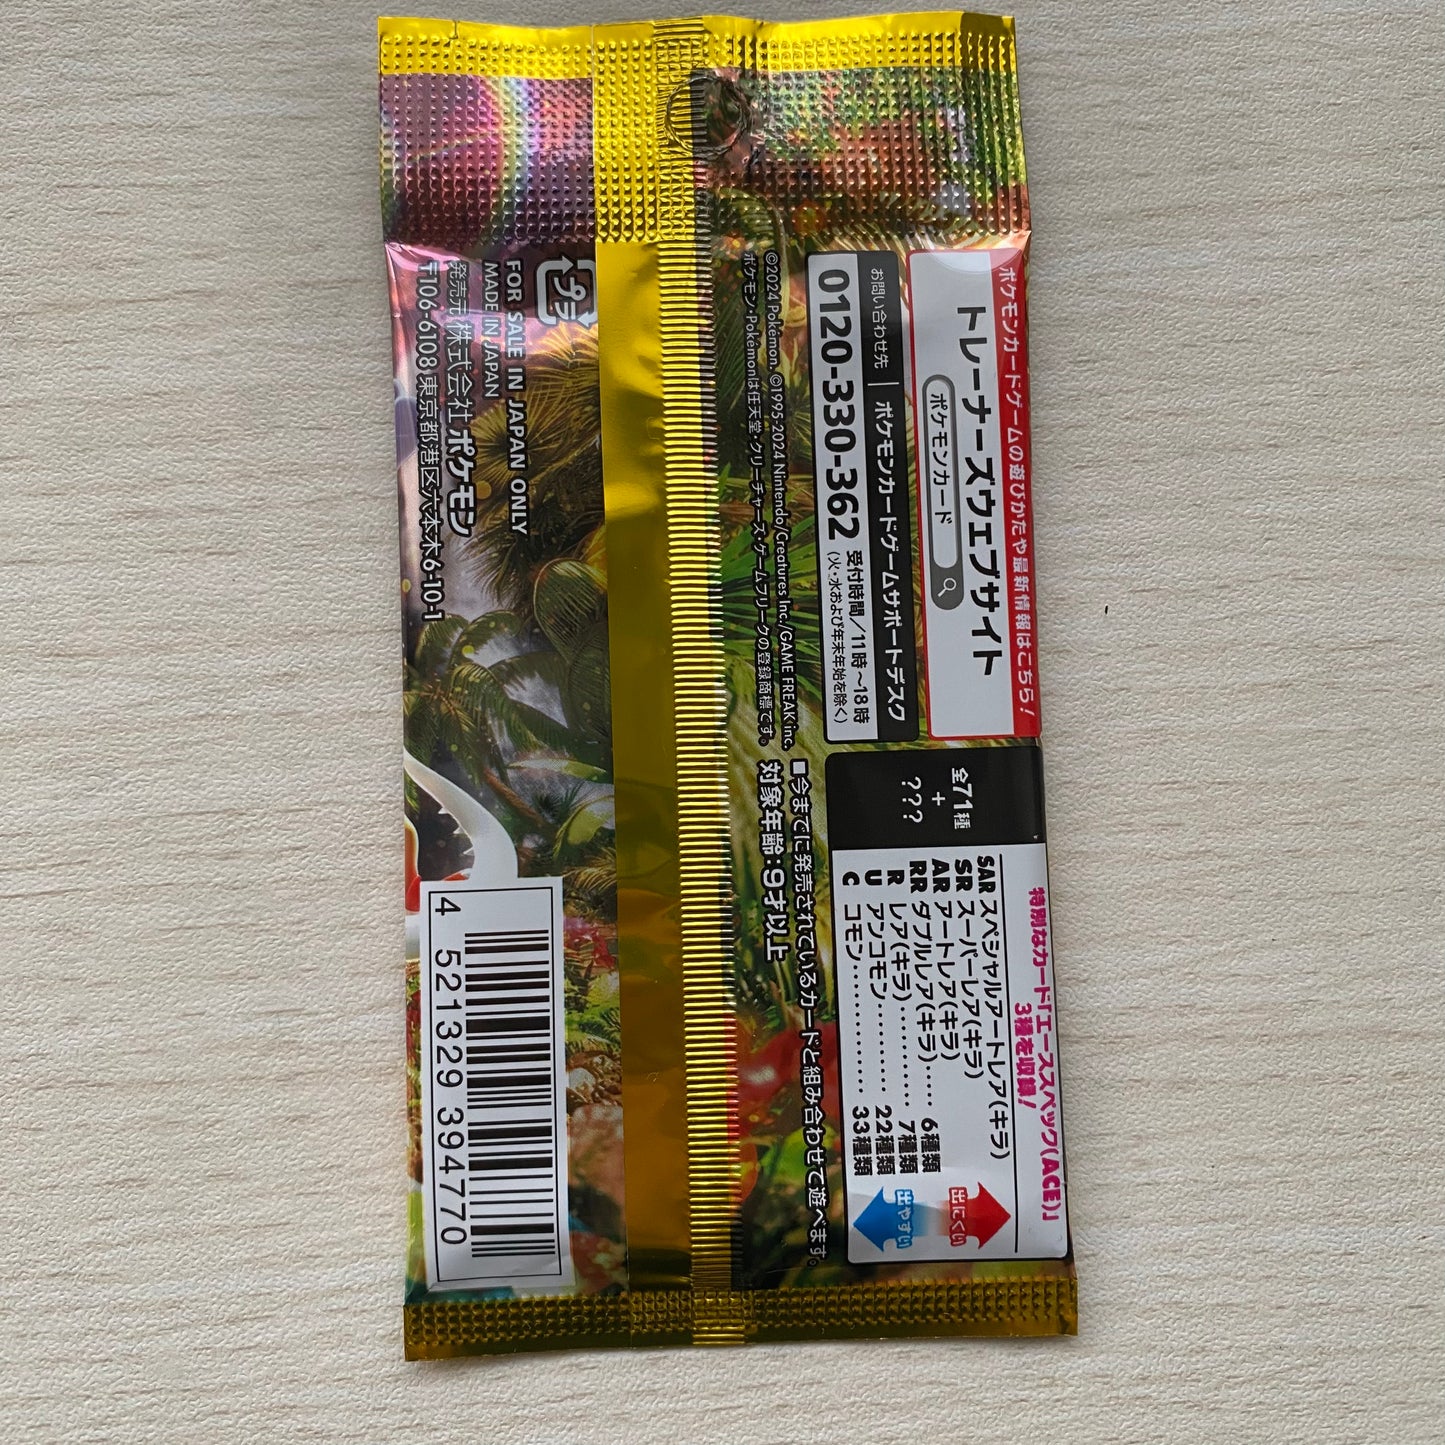 ポケモンカードゲームの遊びかたや最新情報はこちら!
トレーナーズウェブサイト
ポケモンカード
お問い合わせ先 ポケモンカードゲームサポートデスク
0120-330-362 受付時間/11時～18時
(火・水および年末年始を除く)
©2024 Pokémon. ©1995-2024 Nintendo/Creatures Inc./GAME FREAK inc.
ポケモン・Pokémonは任天堂・クリーチャーズ・ゲームフリークの登録商標です。
特別なカード「エーススペック(ACE)」
3種を収録!
全71種
+
???
SAR スペシャルアートレア(キラ)
SR スーパーレア(キラ)
AR アートレア(キラ)
RR ダブルレア(キラ)‥‥ 6種類
R レア(キラ)‥‥‥‥ 7種類
U アンコモン‥‥‥‥ 22種類
C コモン‥‥‥‥‥‥ 33種類
出にくい
出やすい
■今までに発売されているカードと組み合わせて遊べます。
対象年齢:9才以上
プラ
FOR SALE IN JAPAN ONLY
MADE IN JAPAN
発売元 株式会社 ポケモン
〒106-6108 東京都港区六本木6-10-1
4 521329 394770